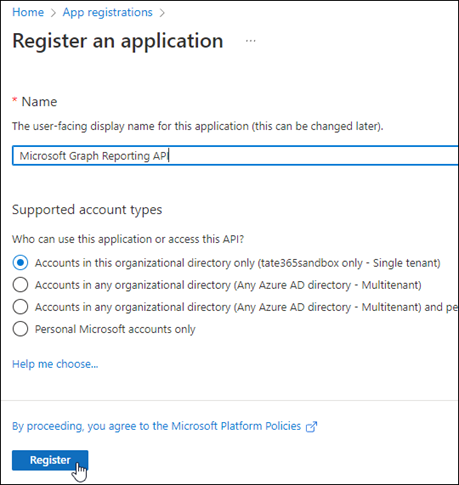 Home > App registrations >
Register an application ...
* Name
The user-facing display name for this application (this can be changed later).
Microsoft Graph Reporting API
Supported account types
Who can use this application or access this API?
Accounts in this organizational directory only (tate365sandbox only - Single tenant)
Accounts in any organizational directory (Any Azure AD directory - Multitenant)
Accounts in any organizational directory (Any Azure AD directory - Multitenant) and pe
Personal Microsoft accounts only
Help me choose...
By proceeding, you agree to the Microsoft Platform Policies
Register